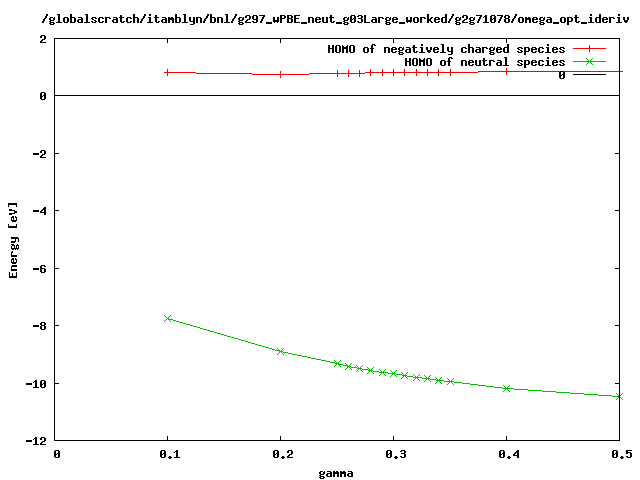 /globalscratch/itamblyn/bnl/g297_wPBE_neut_g03Large_worked/g2g71078/omega_opt_ideriv
HOMO of negatively charged species
HOMO of neutral species
0
2
0
-2
-4
-6
-8
-10
-12
Energy [eV]
0 0.1 0.2 0.3 0.4 0.5
gamma